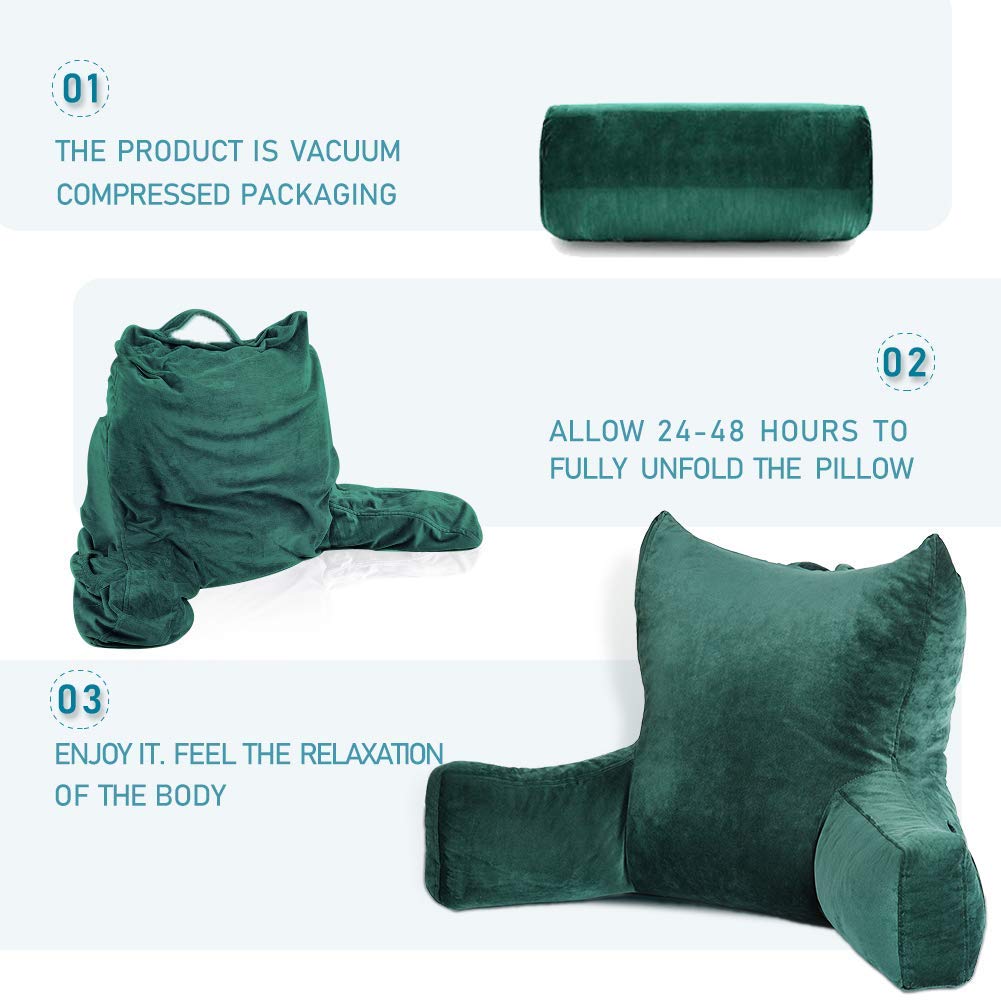 01
THE PRODUCT IS VACUUM
COMPRESSED PACKAGING
02
ALLOW 24-48 HOURS TO
FULLY UNFOLD THE PILLOW
03
ENJOY IT. FEEL THE RELAXATION
OF THE BODY